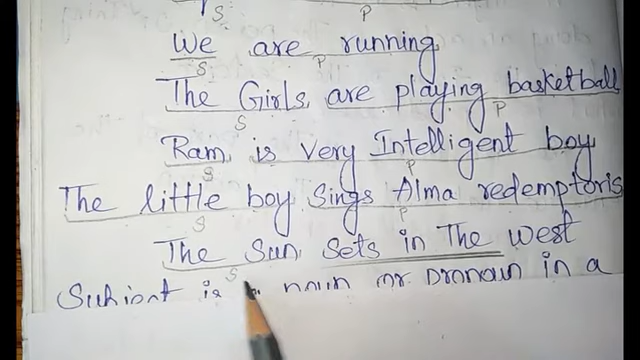 S P
We are running
S P
The Girls are playing basketball
S P
Ram is very Intelligent boy
S P
The little boy Sings Alma redemptoris
S P
The Sun Sets in The west
S
Subject is noun or pronoun in a